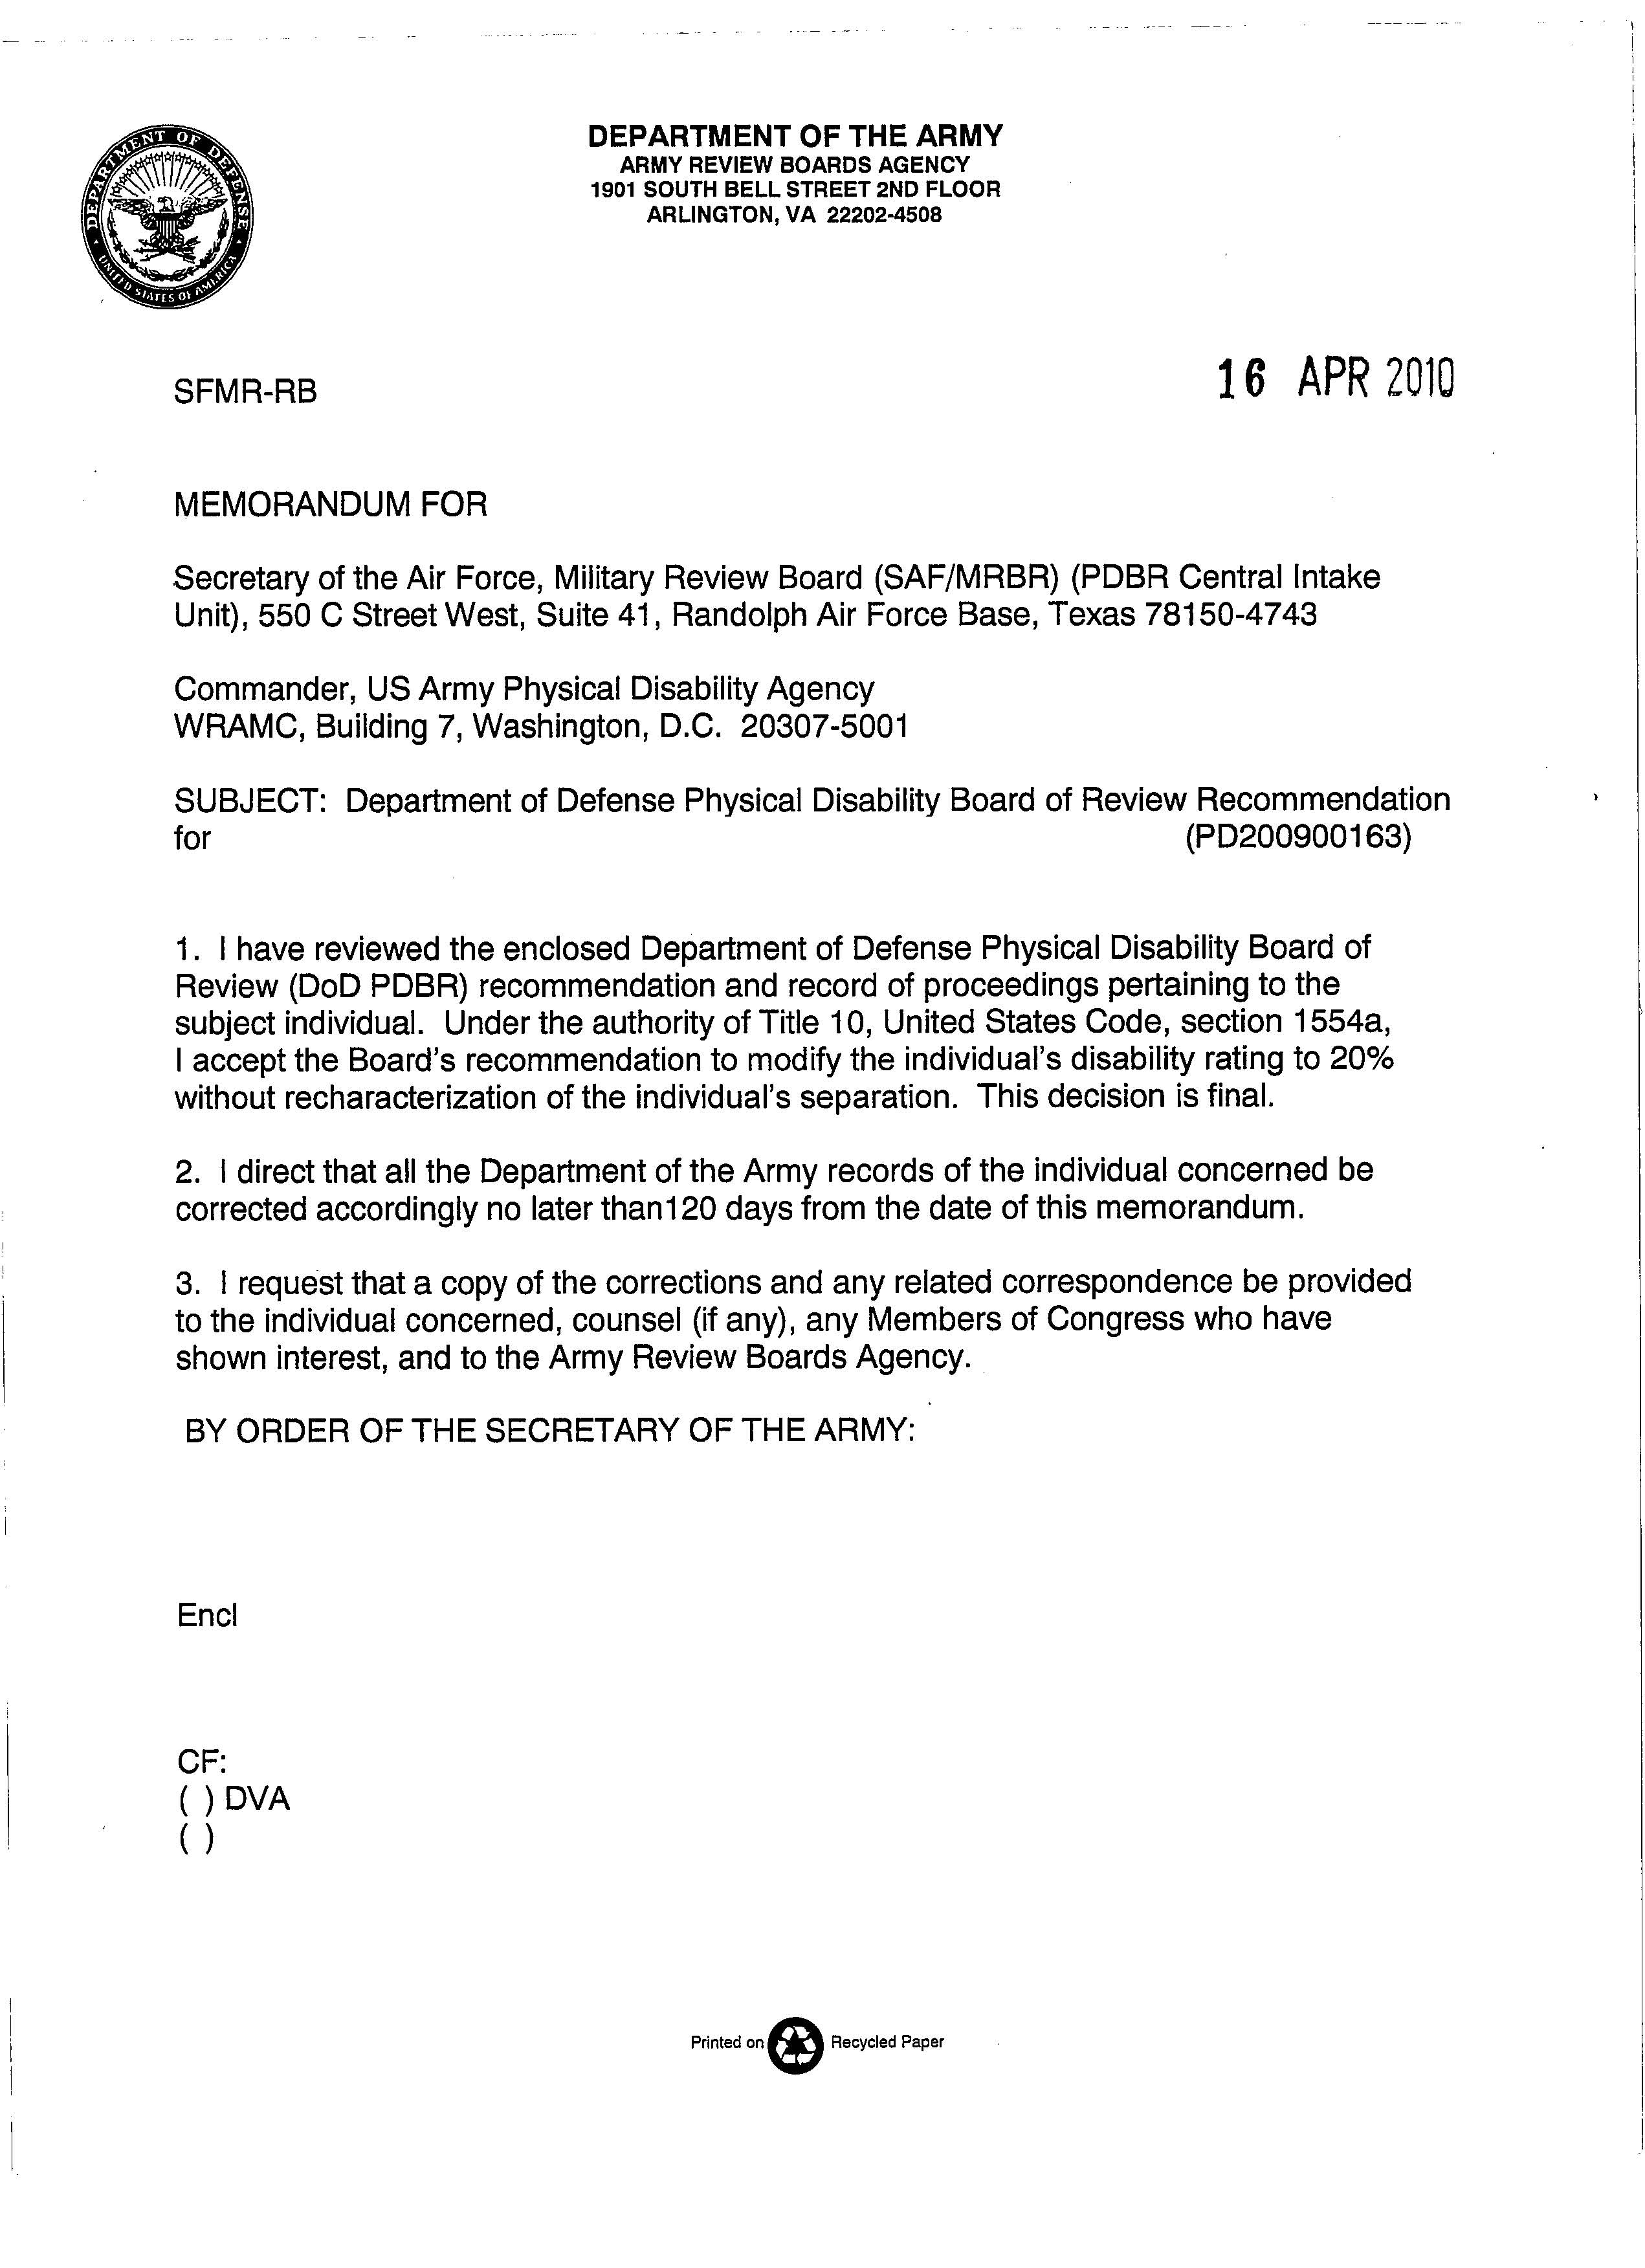 DEPARTMENT OF DEFENSE
UNITED STATES OF AMERICA
DEPARTMENT OF THE ARMY
ARMY REVIEW BOARDS AGENCY
1901 SOUTH BELL STREET 2ND FLOOR
ARLINGTON, VA 22202-4508
SFMR-RB
16 APR 2010
MEMORANDUM FOR
Secretary of the Air Force, Military Review Board (SAF/MRBR) (PDBR Central Intake
Unit), 550 C Street West, Suite 41, Randolph Air Force Base, Texas 78150-4743
Commander, US Army Physical Disability Agency
WRAMC, Building 7, Washington, D.C. 20307-5001
SUBJECT: Department of Defense Physical Disability Board of Review Recommendation
for (PD200900163)
1. I have reviewed the enclosed Department of Defense Physical Disability Board of
Review (DoD PDBR) recommendation and record of proceedings pertaining to the
subject individual. Under the authority of Title 10, United States Code, section 1554a,
I accept the Board's recommendation to modify the individual's disability rating to 20%
without recharacterization of the individual's separation. This decision is final.
2. I direct that all the Department of the Army records of the individual concerned be
corrected accordingly no later than120 days from the date of this memorandum.
3. I request that a copy of the corrections and any related correspondence be provided
to the individual concerned, counsel (if any), any Members of Congress who have
shown interest, and to the Army Review Boards Agency.
BY ORDER OF THE SECRETARY OF THE ARMY:
Encl
CF:
( ) DVA
( )
Printed on Recycled Paper